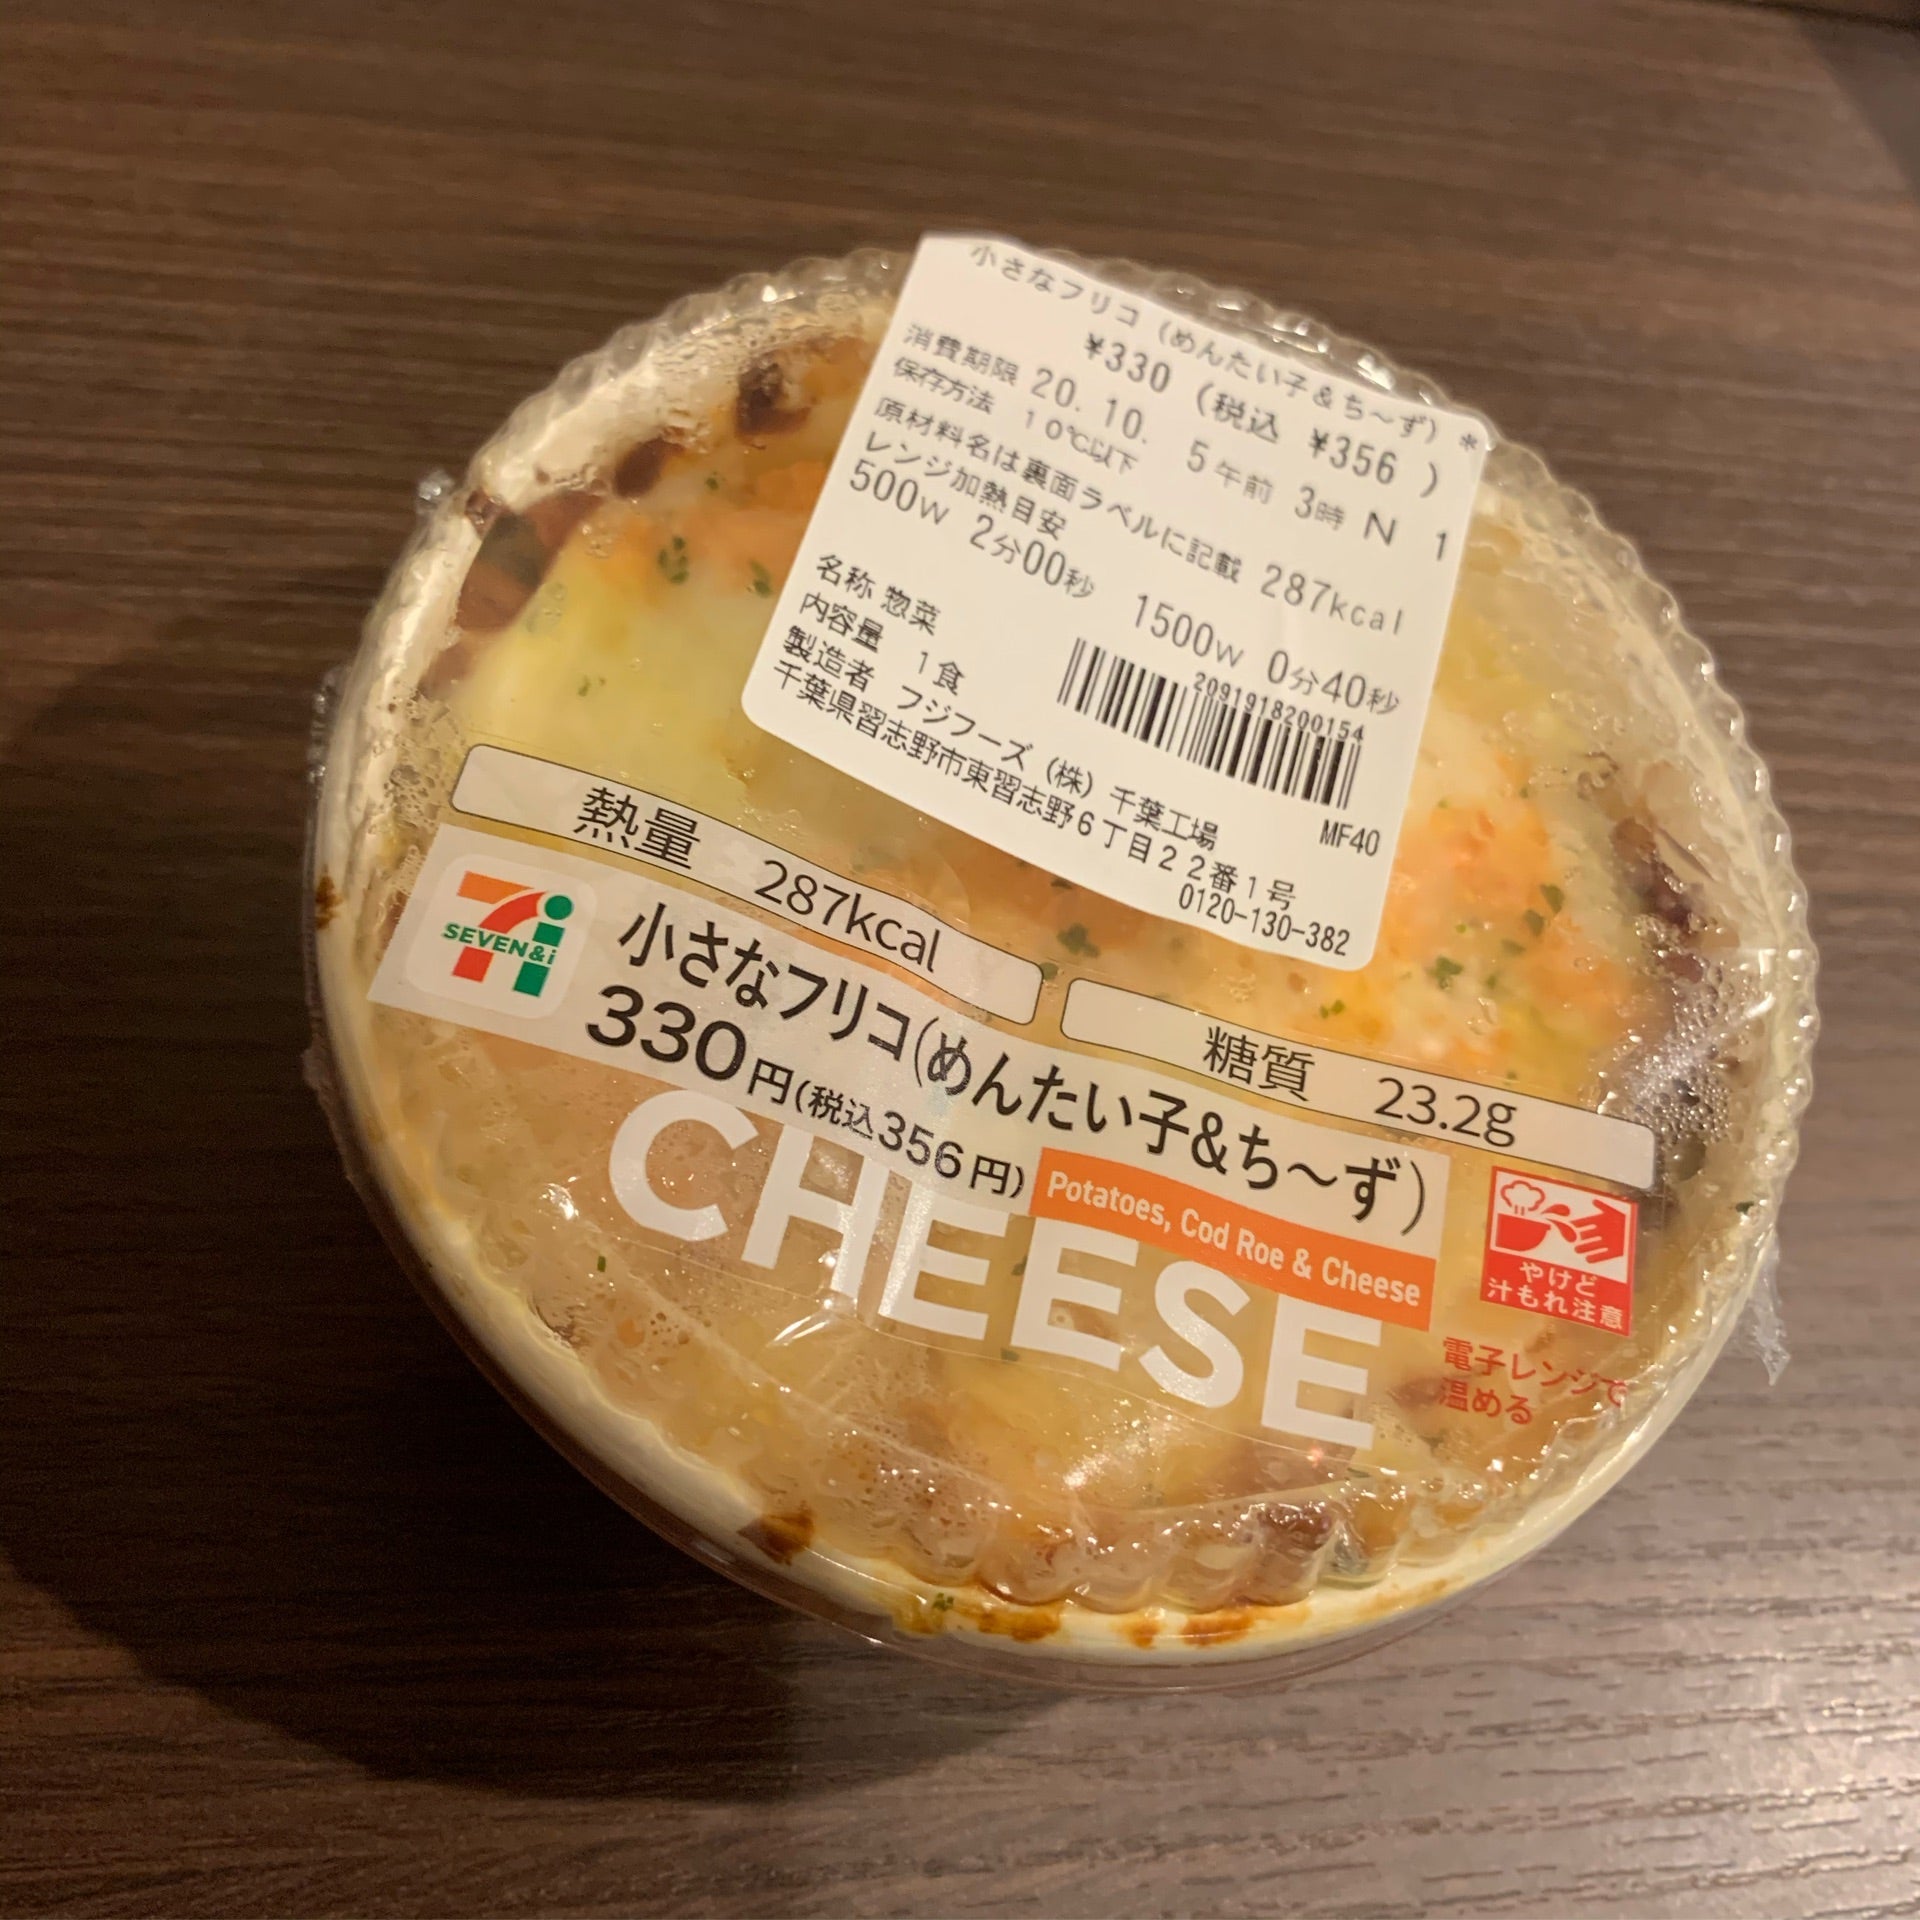 小さなフリコ（めんたい子＆ち～ず）＊
¥330（税込 ¥356 ）
消費期限 20.10. 5午前 3時 N 1
保存方法 10℃以下
原材料名は裏面ラベルに記載 287kcal
レンジ加熱目安
500W 2分00秒 1500W 0分40秒
名称 惣菜
内容量 1食
2091918200154
製造者 フジフーズ（株）千葉工場 MF40
千葉県習志野市東習志野6丁目22番1号
0120-130-382
熱量 287kcal
糖質 23.2g
SEVEN&i
小さなフリコ(めんたい子&ち～ず)
330円(税込356円)
Potatoes, Cod Roe & Cheese
CHEESE
やけど
汁もれ注意
電子レンジで
温める